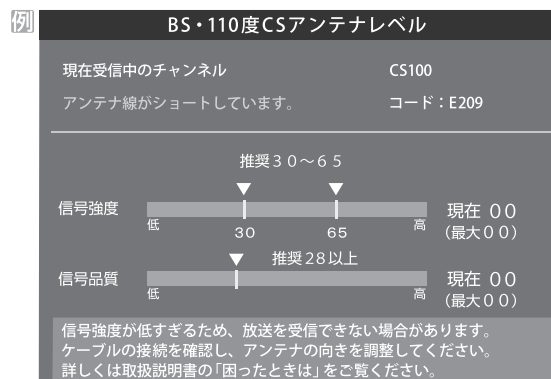 例
BS・110度CSアンテナレベル
現在受信中のチャンネル CS100
アンテナ線がショートしています。 コード：E209
推奨30～65
信号強度 現在 00
低 30 65 高 (最大00)
推奨28以上
信号品質 現在 00
低 高 (最大00)
信号強度が低すぎるため、放送を受信できない場合があります。
ケーブルの接続を確認し、アンテナの向きを調整してください。
詳しくは取扱説明書の「困ったときは」をご覧ください。